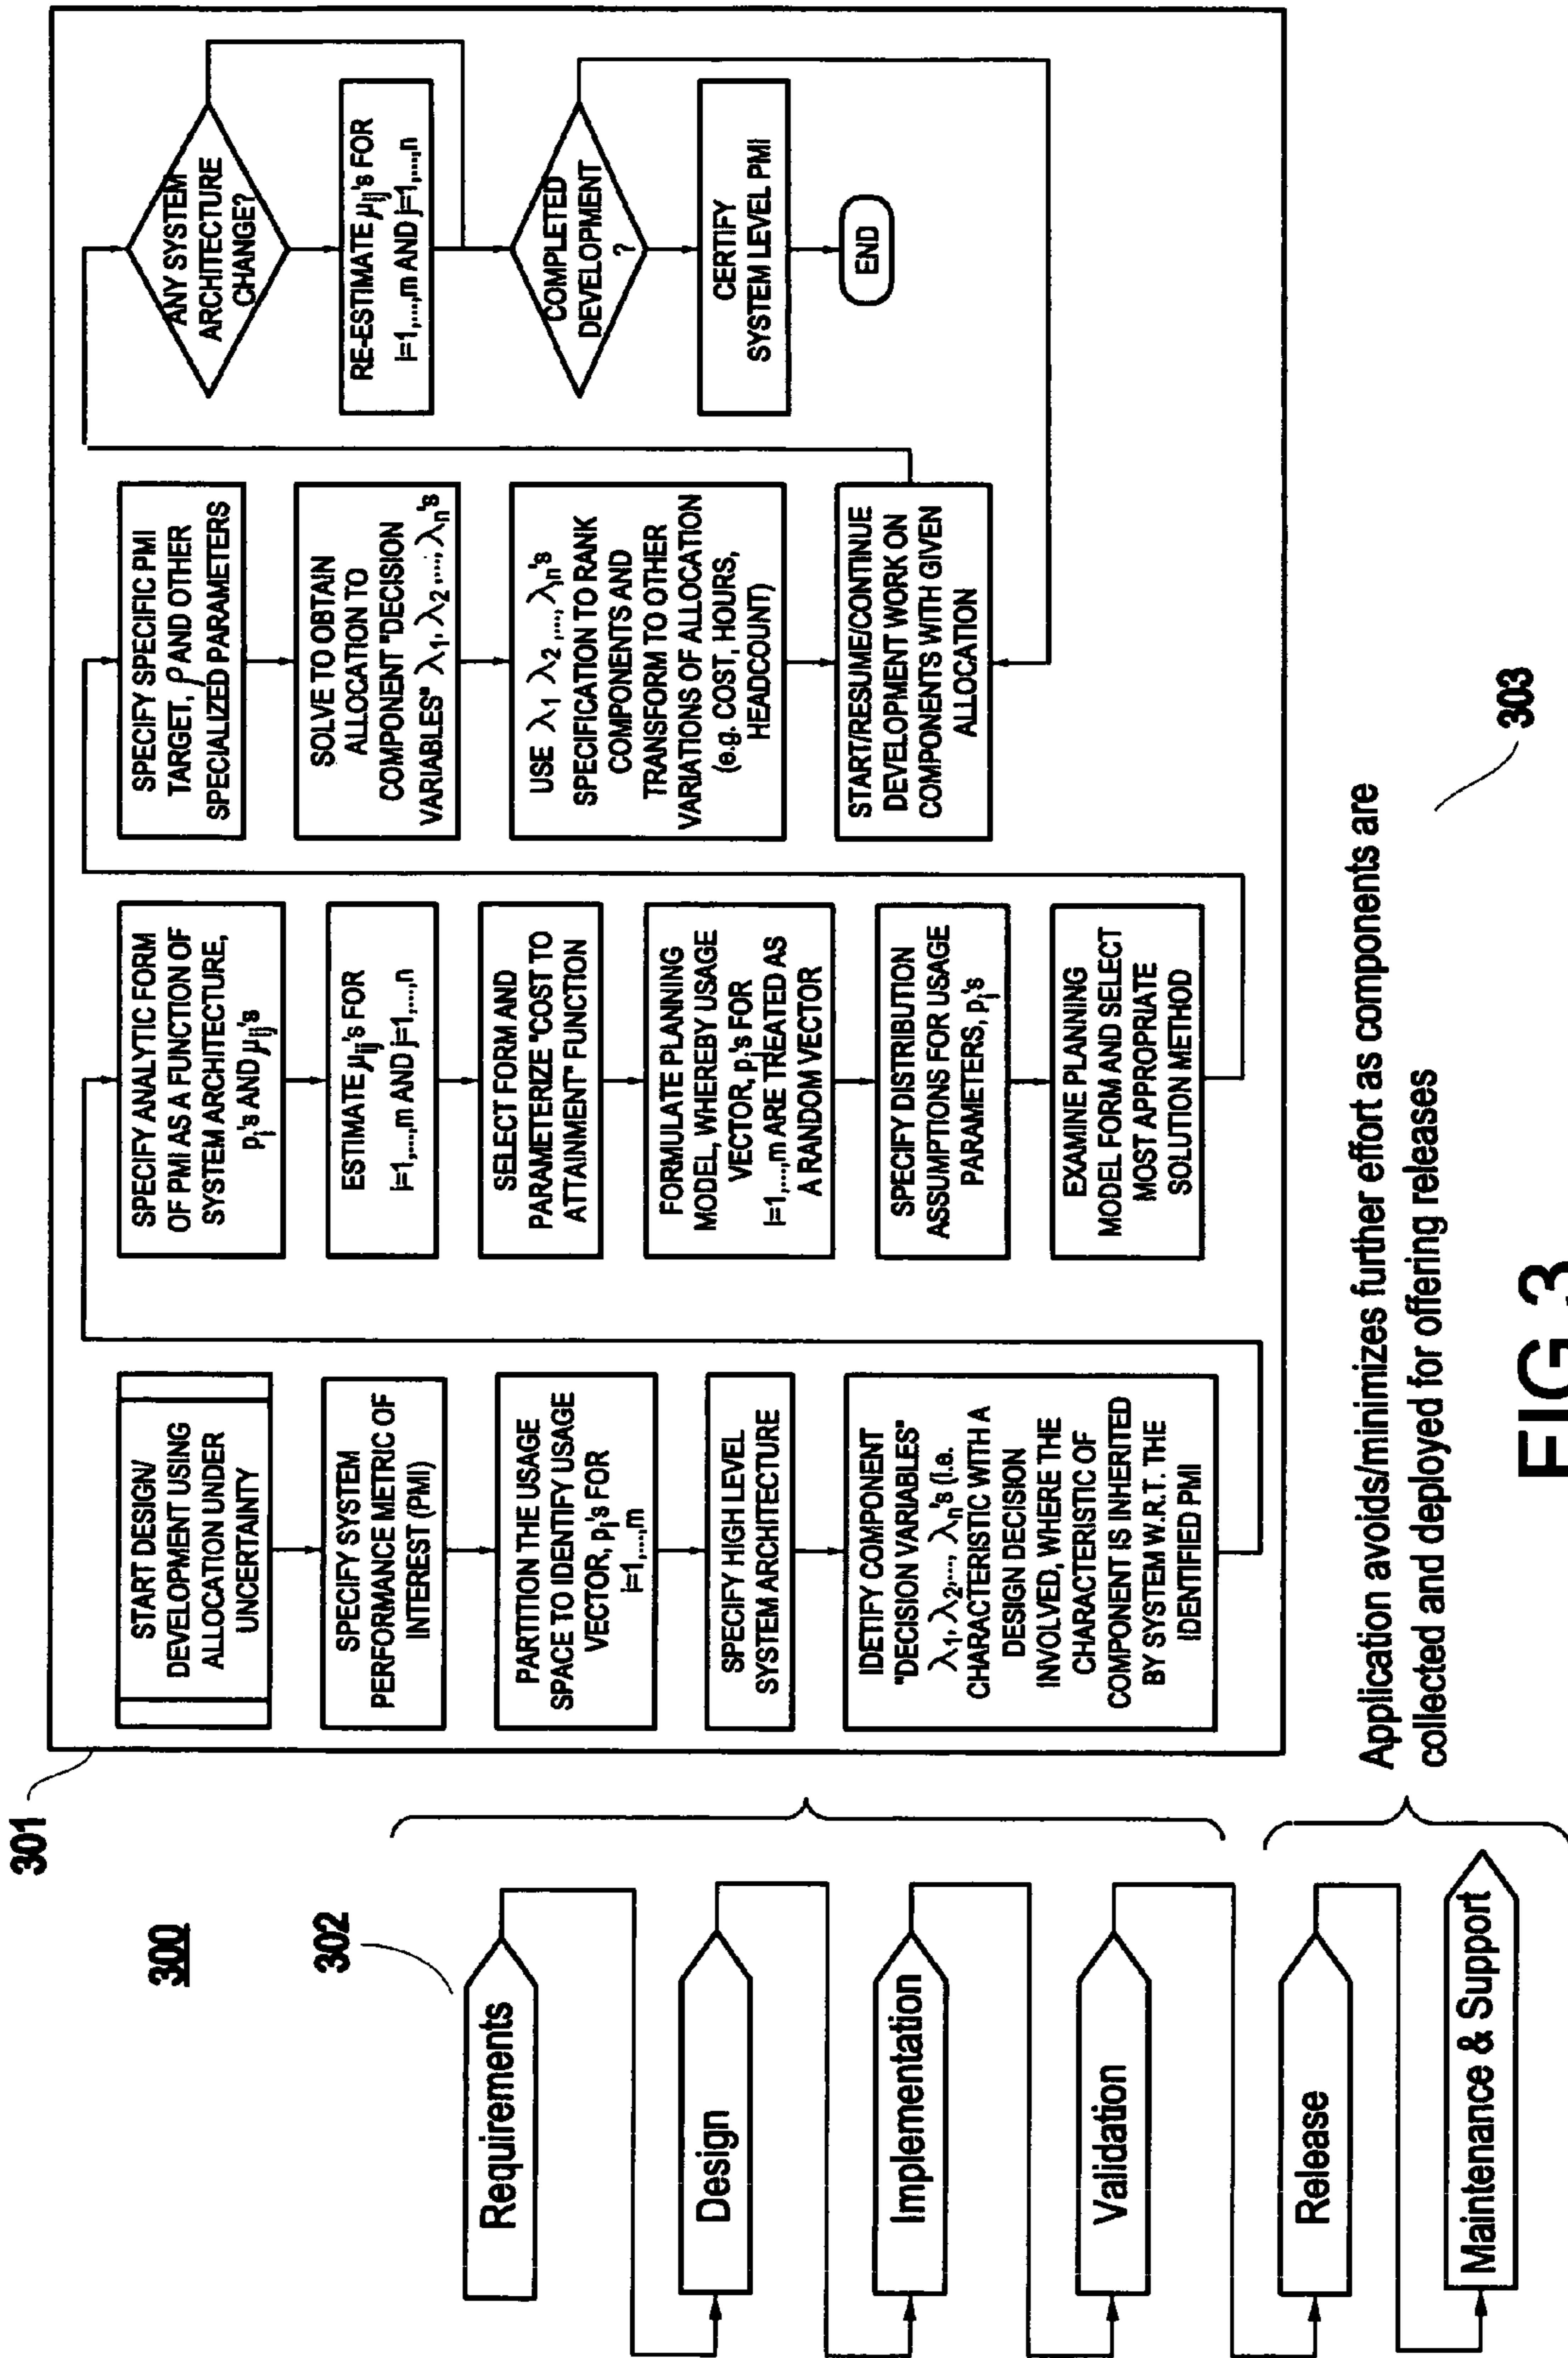 300
301
302
Requirements
Design
Implementation
Validation
Release
Maintenance & Support
START DESIGN/
DEVELOPMENT USING
ALLOCATION UNDER
UNCERTAINTY
SPECIFY SYSTEM
PERFORMANCE METRIC OF
INTEREST (PMI)
PARTITION THE USAGE
SPACE TO IDENTIFY USAGE
VECTOR, pᵢ's FOR
i=1,...,m
SPECIFY HIGH LEVEL
SYSTEM ARCHITECTURE
IDETIFY COMPONENT
"DECISION VARIABLES"
λ₁, λ₂,..., λₙ's (i.e.
CHARACTERISTIC WITH A
DESIGN DECISION
INVOLVED, WHERE THE
CHARACTERISTIC OF
COMPONENT IS INHERITED
BY SYSTEM W.R.T. THE
IDENTIFIED PMI
SPECIFY ANALYTIC FORM
OF PMI AS A FUNCTION OF
SYSTEM ARCHITECTURE,
pᵢ's AND μᵢⱼ's
ESTIMATE μᵢⱼ's FOR
i=1,...,m AND j=1,...,n
SELECT FORM AND
PARAMETERIZE "COST TO
ATTAINMENT" FUNCTION
FORMULATE PLANNING
MODEL, WHEREBY USAGE
VECTOR, pᵢ's FOR
i=1,...,m ARE TREATED AS
A RANDOM VECTOR
SPECIFY DISTRIBUTION
ASSUMPTIONS FOR USAGE
PARAMETERS, pᵢ's
EXAMINE PLANNING
MODEL FORM AND SELECT
MOST APPROPRIATE
SOLUTION METHOD
SPECIFY SPECIFIC PMI
TARGET, ρ AND OTHER
SPECIALIZED PARAMETERS
SOLVE TO OBTAIN
ALLOCATION TO
COMPONENT "DECISION
VARIABLES" λ₁, λ₂,..., λₙ's
USE λ₁ λ₂,..., λₙ's
SPECIFICATION TO RANK
COMPONENTS AND
TRANSFORM TO OTHER
VARIATIONS OF ALLOCATION
(e.g. COST, HOURS,
HEADCOUNT)
START/RESUME/CONTINUE
DEVELOPMENT WORK ON
COMPONENTS WITH GIVEN
ALLOCATION
ANY SYSTEM
ARCHITECTURE
CHANGE?
RE-ESTIMATE μᵢⱼ's FOR
i=1,...,m AND j=1,...,n
COMPLETED
DEVELOPMENT
?
CERTIFY
SYSTEM LEVEL PMI
END
Application avoids/minimizes further effort as components are
collected and deployed for offering releases
303
FIG 3